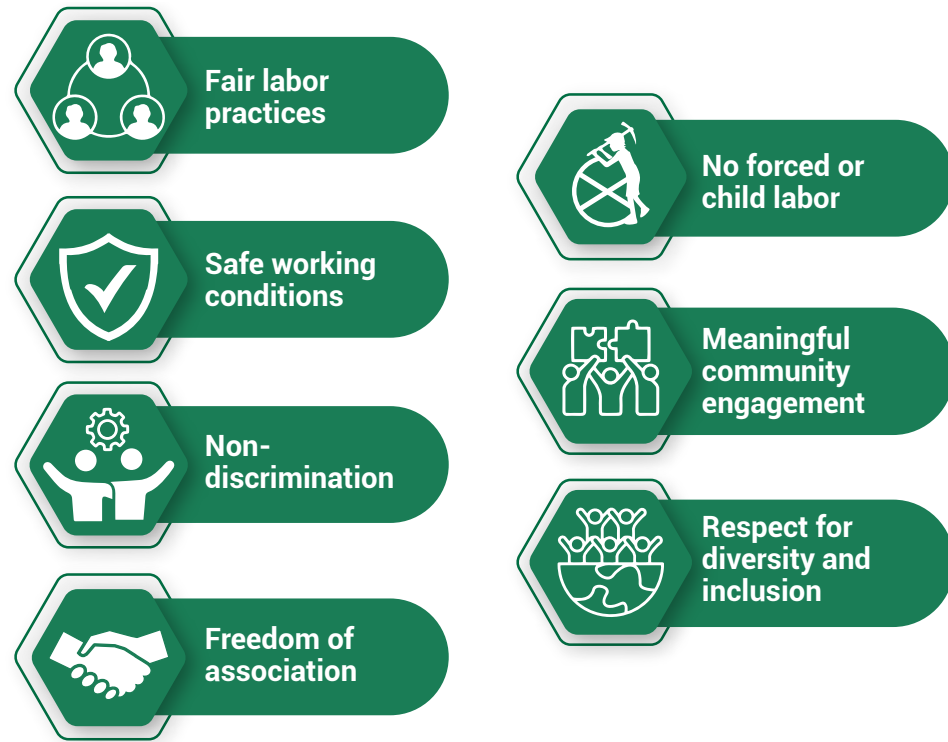 Fair labor
practices
Safe working
conditions
Non-
discrimination
Freedom of
association
No forced or
child labor
Meaningful
community
engagement
Respect for
diversity and
inclusion